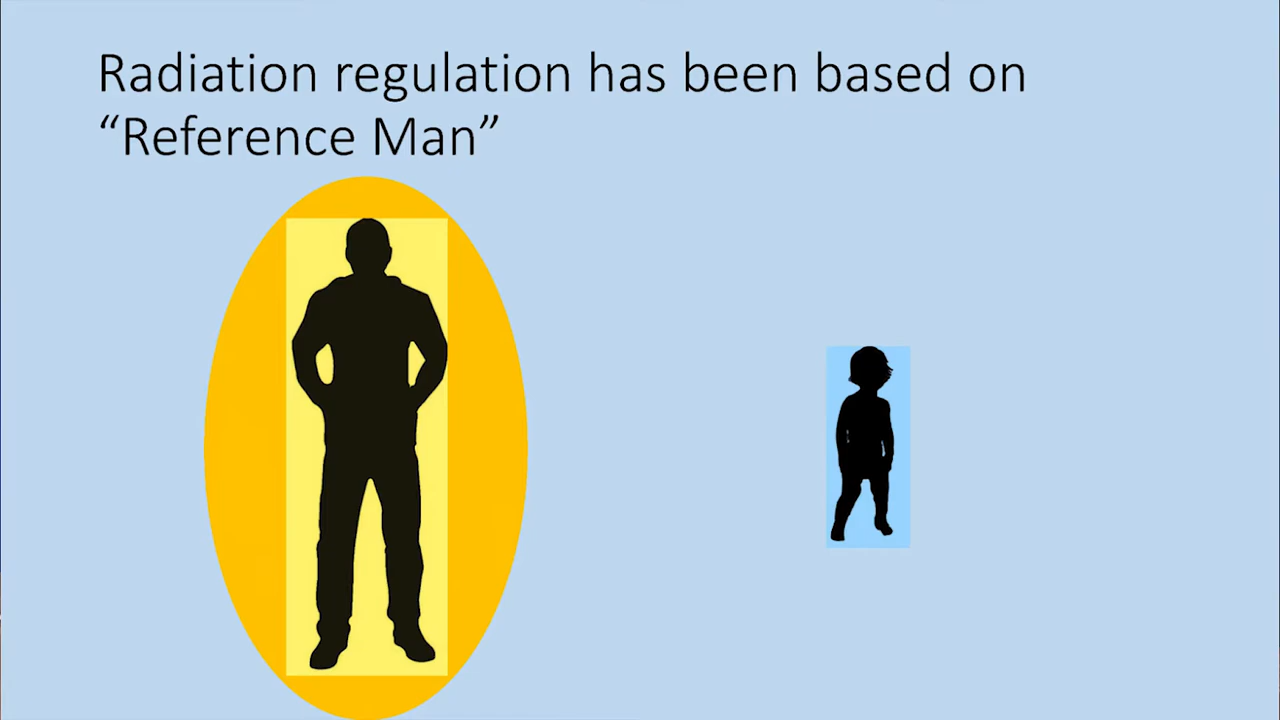 Radiation regulation has been based on
“Reference Man”